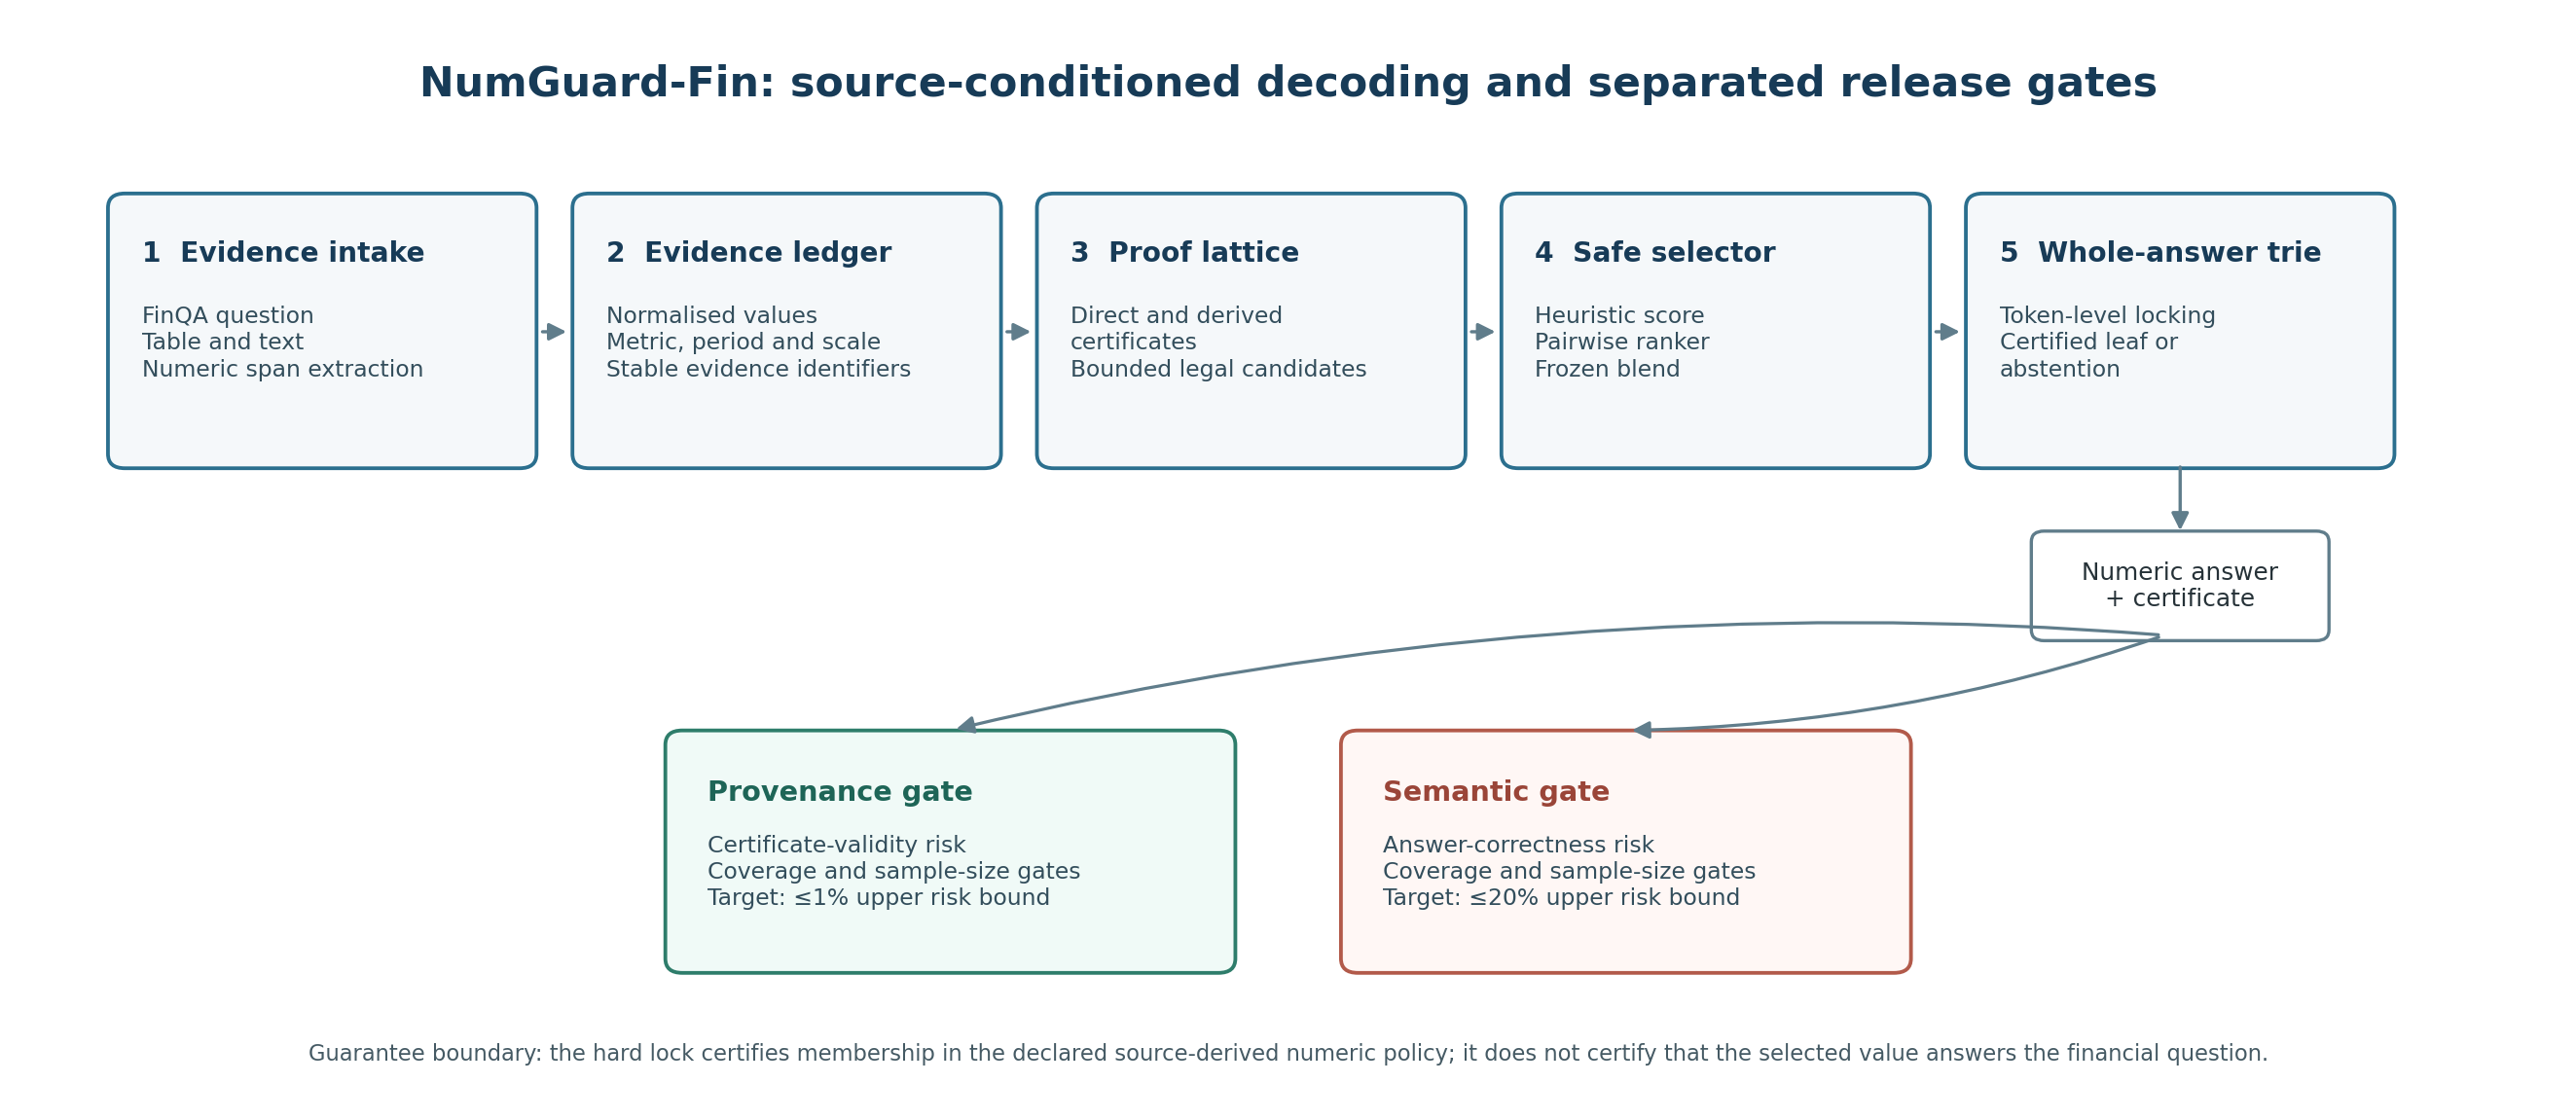 NumGuard-Fin: source-conditioned decoding and separated release gates
1 Evidence intake
FinQA question
Table and text
Numeric span extraction
2 Evidence ledger
Normalised values
Metric, period and scale
Stable evidence identifiers
3 Proof lattice
Direct and derived
certificates
Bounded legal candidates
4 Safe selector
Heuristic score
Pairwise ranker
Frozen blend
5 Whole-answer trie
Token-level locking
Certified leaf or
abstention
Numeric answer
+ certificate
Provenance gate
Certificate-validity risk
Coverage and sample-size gates
Target: ≤1% upper risk bound
Semantic gate
Answer-correctness risk
Coverage and sample-size gates
Target: ≤20% upper risk bound
Guarantee boundary: the hard lock certifies membership in the declared source-derived numeric policy; it does not certify that the selected value answers the financial question.